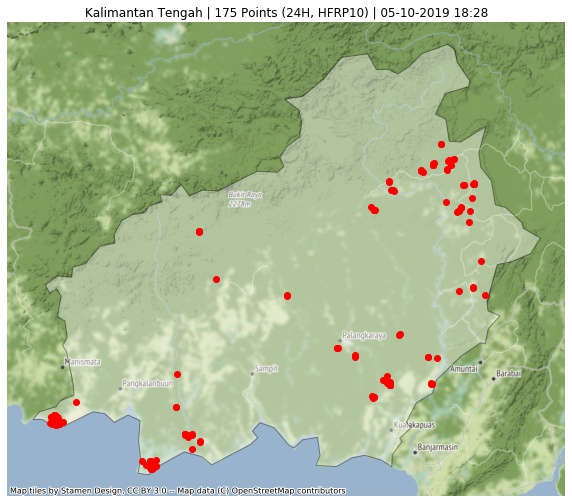 Kalimantan Tengah | 175 Points (24H, HFRP10) | 05-10-2019 18:28
Bukit Raya
2278m
Palangkaraya
Manismata
Amuntai
Sampit
Barabai
Pangkalanbuun
Kualakapuas
Banjarmasin
Map tiles by Stamen Design, CC BY 3.0 -- Map data (C) OpenStreetMap contributors